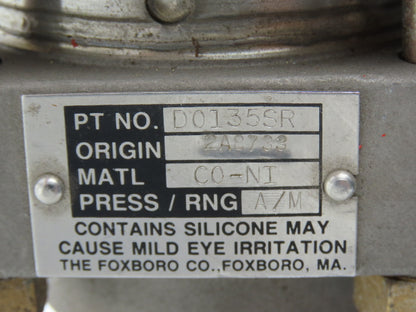 PT NO. D0135SR
ORIGIN 2A8733
MATL CO-NI
PRESS / RNG A/M
CONTAINS SILICONE MAY
CAUSE MILD EYE IRRITATION
THE FOXBORO CO., FOXBORO, MA.